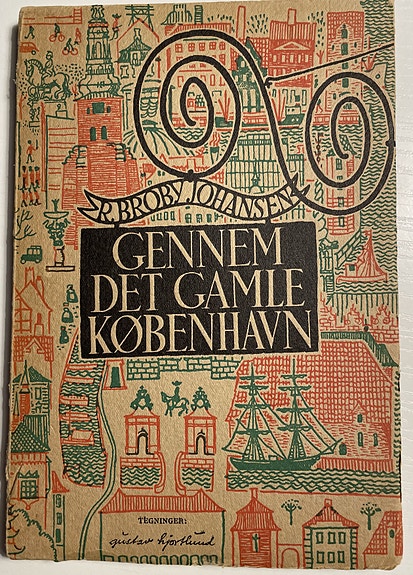 R. BROBY JOHANSEN
GENNEM
DET GAMLE
KØBENHAVN
TEGNINGER:
gustav hjortlund